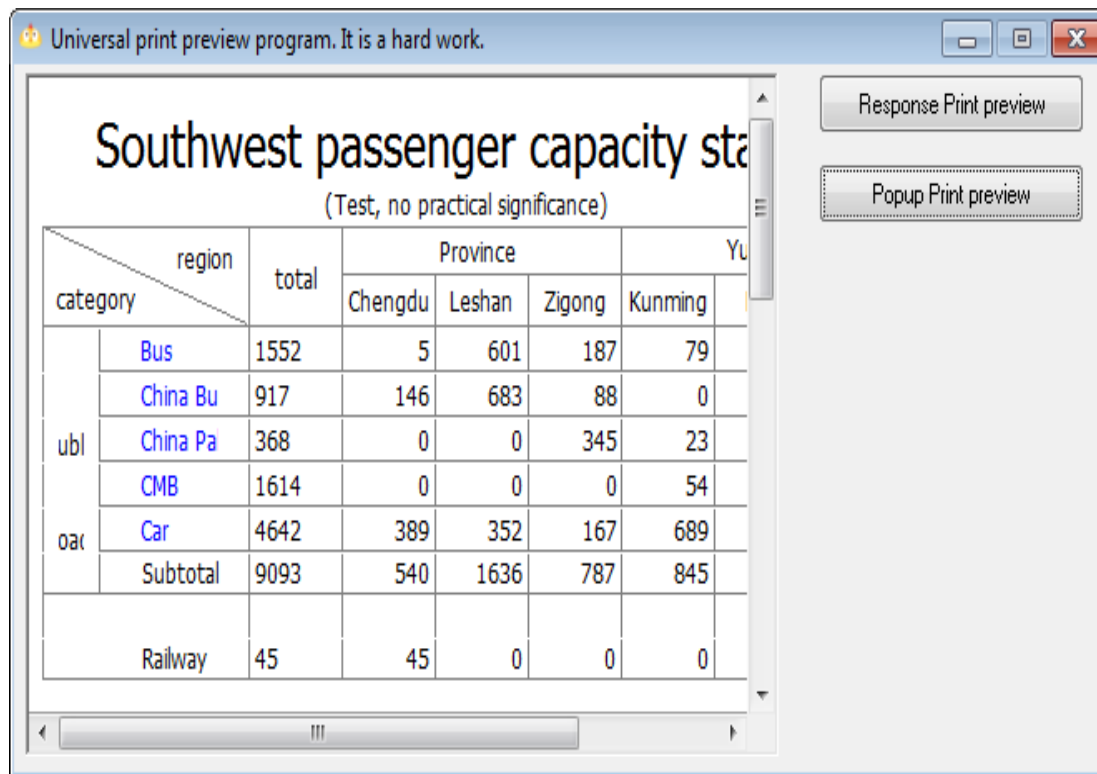 Universal print preview program. It is a hard work.
Response Print preview
Popup Print preview
Southwest passenger capacity sta
(Test, no practical significance)
region total Province Yu
category Chengdu Leshan Zigong Kunming
Bus 1552 5 601 187 79
China Bu 917 146 683 88 0
ubl China Pa 368 0 0 345 23
CMB 1614 0 0 0 54
oac Car 4642 389 352 167 689
Subtotal 9093 540 1636 787 845
Railway 45 45 0 0 0